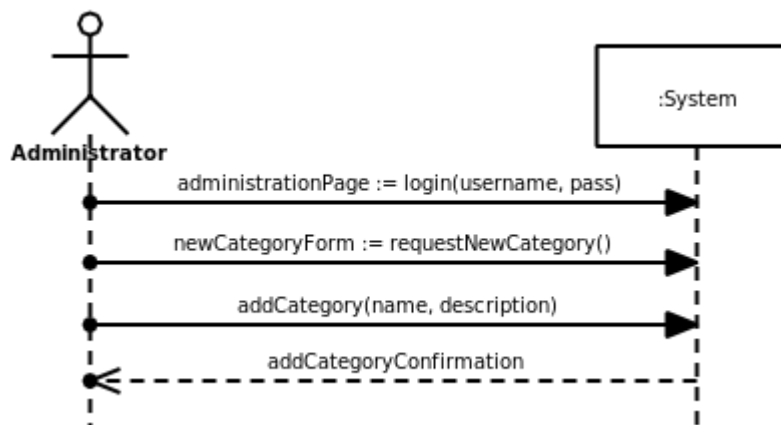 :System
Administrator
administrationPage := login(username, pass)
newCategoryForm := requestNewCategory()
addCategory(name, description)
addCategoryConfirmation